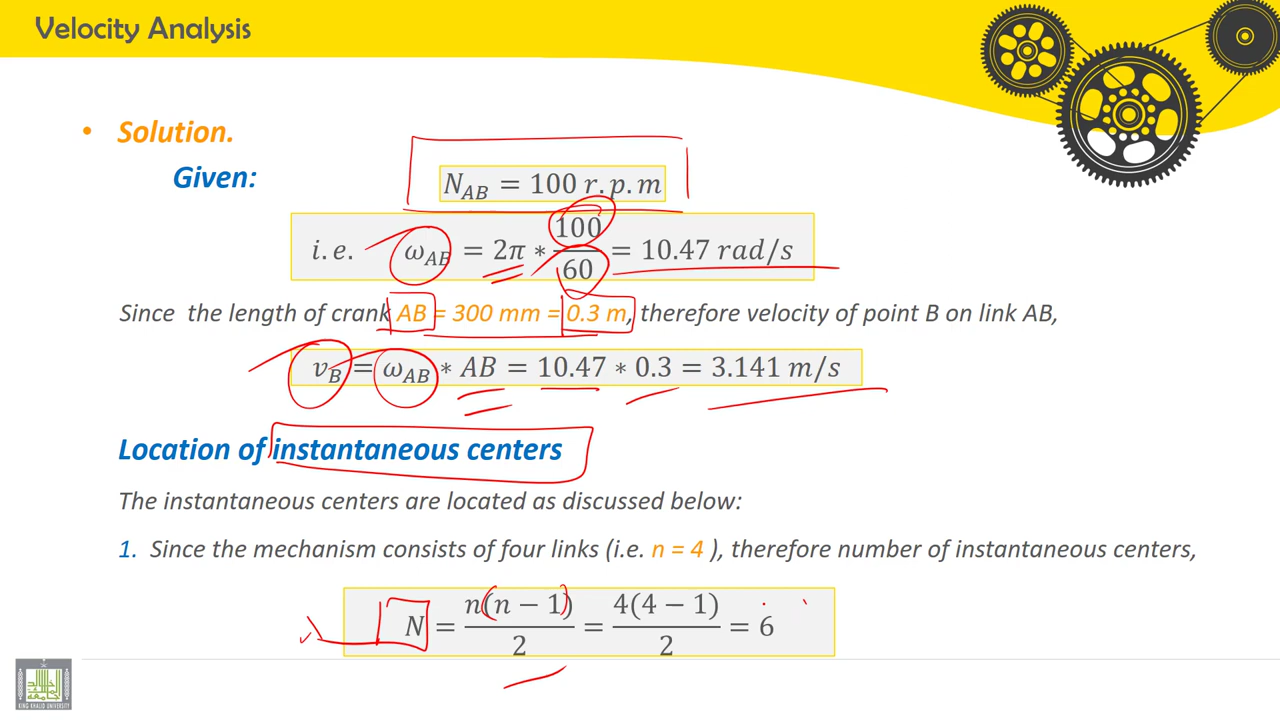 Velocity Analysis
• Solution.
Given:
N_AB = 100 r.p.m
i.e. ω_AB = 2π * 100/60 = 10.47 rad/s
Since the length of crank AB = 300 mm = 0.3 m, therefore velocity of point B on link AB,
v_B = ω_AB * AB = 10.47 * 0.3 = 3.141 m/s
Location of instantaneous centers
The instantaneous centers are located as discussed below:
1. Since the mechanism consists of four links (i.e. n = 4 ), therefore number of instantaneous centers,
N = n(n − 1)/2 = 4(4 − 1)/2 = 6
KING KHALID UNIVERSITY